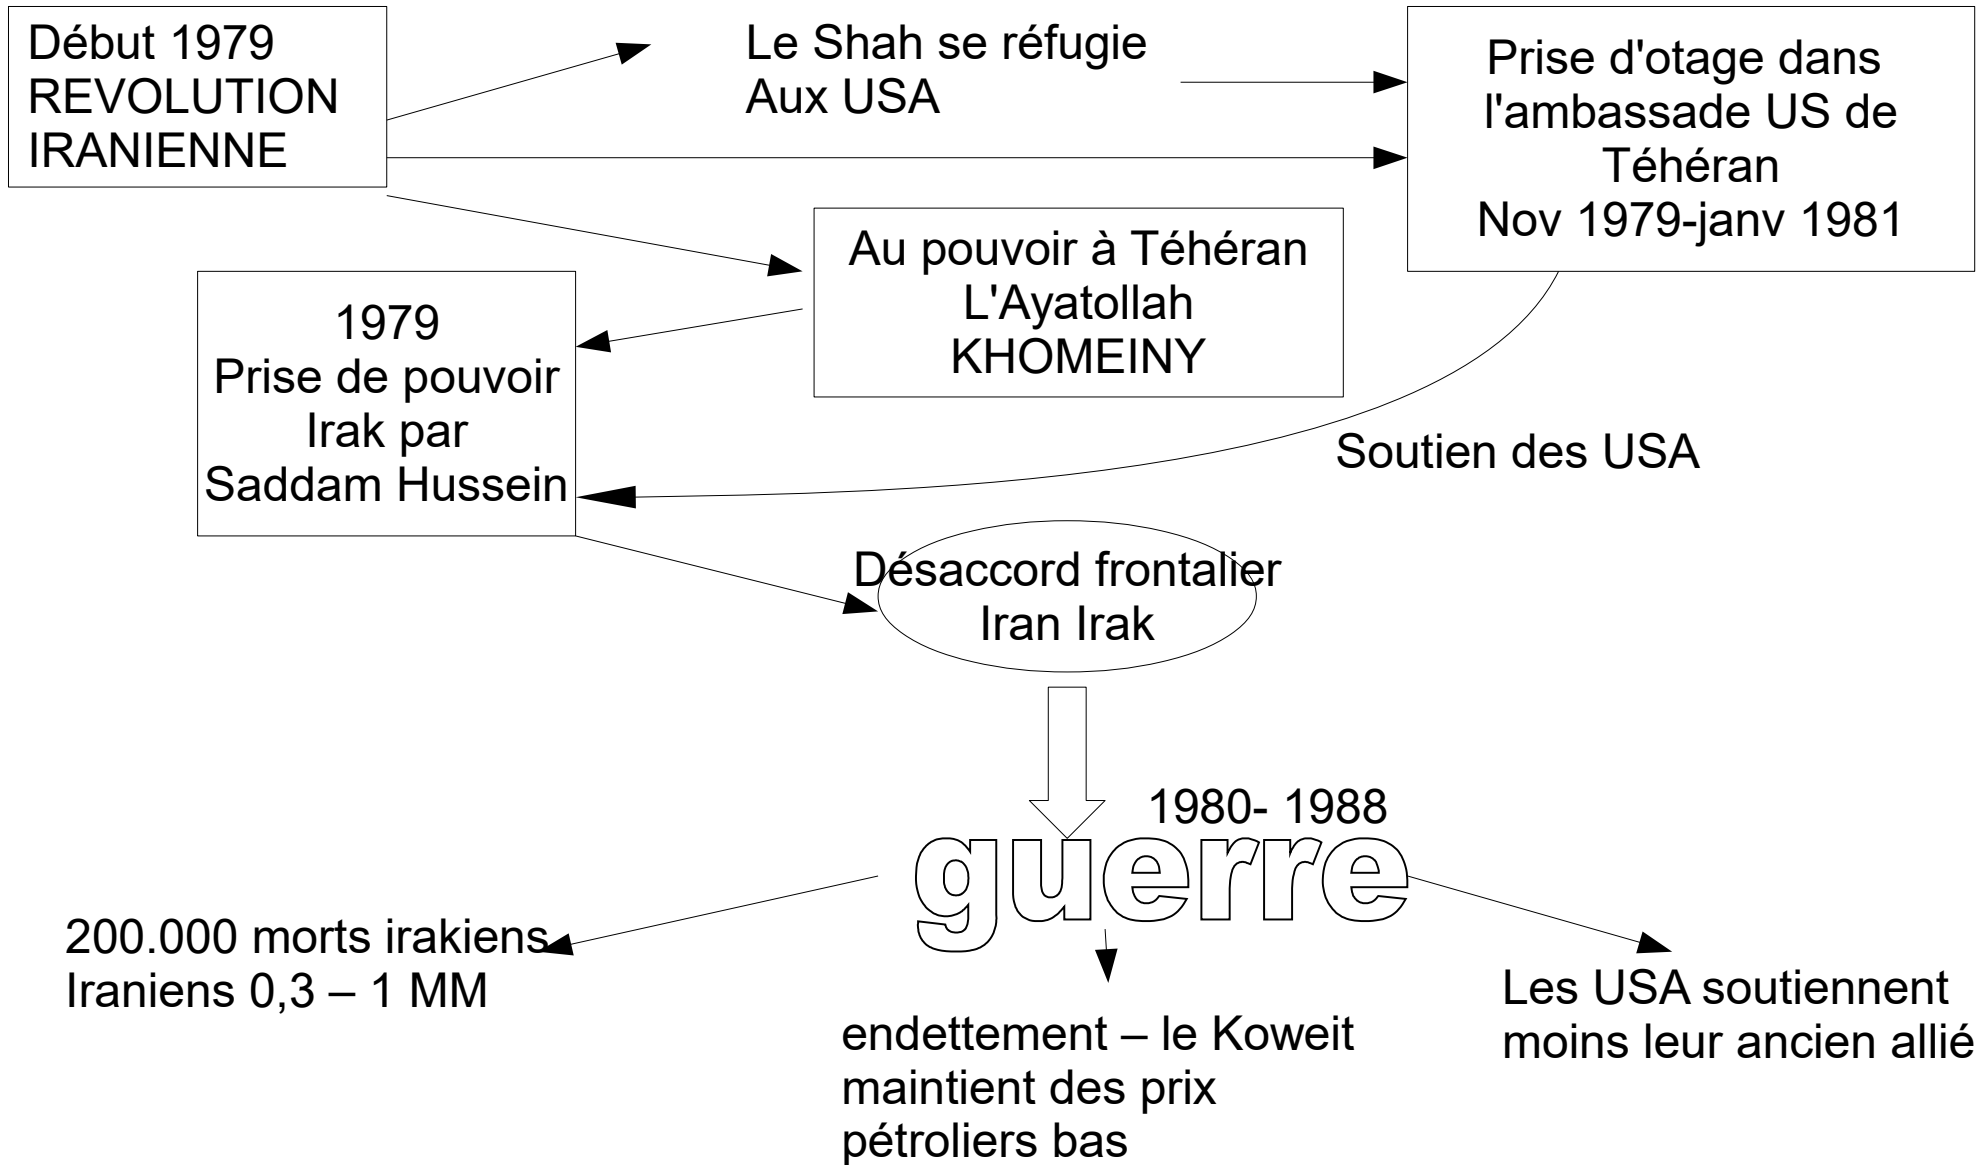 Début 1979
REVOLUTION
IRANIENNE
Le Shah se réfugie
Aux USA
Prise d'otage dans
l'ambassade US de
Téhéran
Nov 1979-janv 1981
Au pouvoir à Téhéran
L'Ayatollah
KHOMEINY
1979
Prise de pouvoir
Irak par
Saddam Hussein
Soutien des USA
Désaccord frontalier
Iran Irak
1980- 1988
guerre
200.000 morts irakiens
Iraniens 0,3 – 1 MM
endettement – le Koweit
maintient des prix
pétroliers bas
Les USA soutiennent
moins leur ancien allié